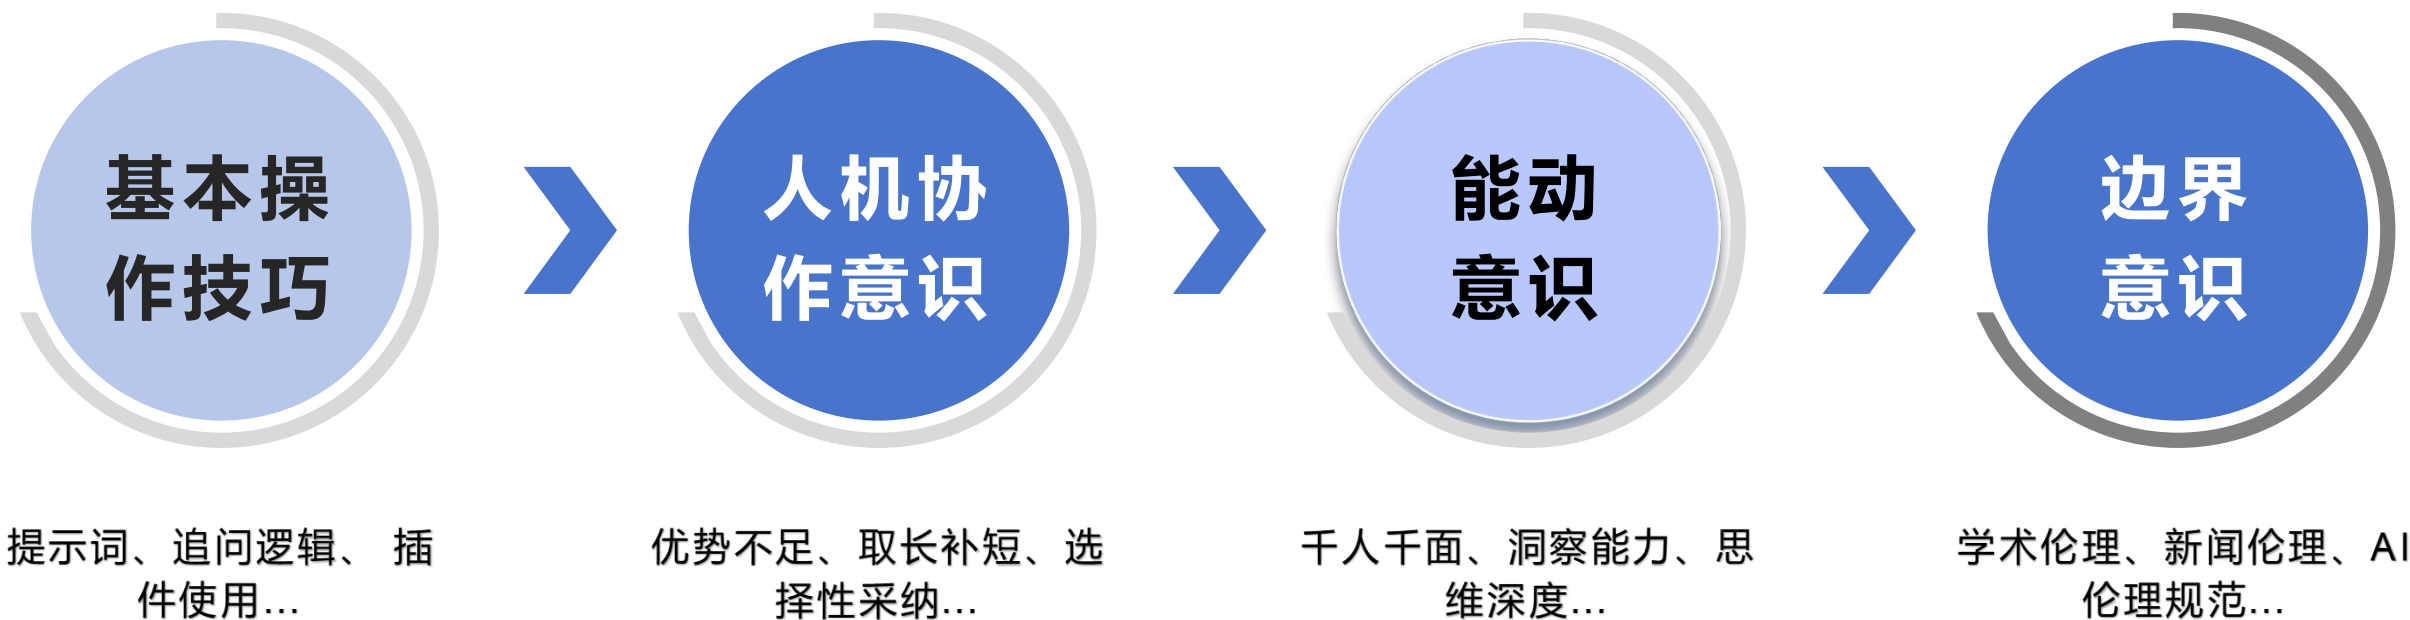 基本操
作技巧
人机协
作意识
能动
意识
边界
意识
提示词、追问逻辑、 插
件使用...
优势不足、取长补短、选
择性采纳...
千人千面、洞察能力、思
维深度...
学术伦理、新闻伦理、AI
伦理规范...